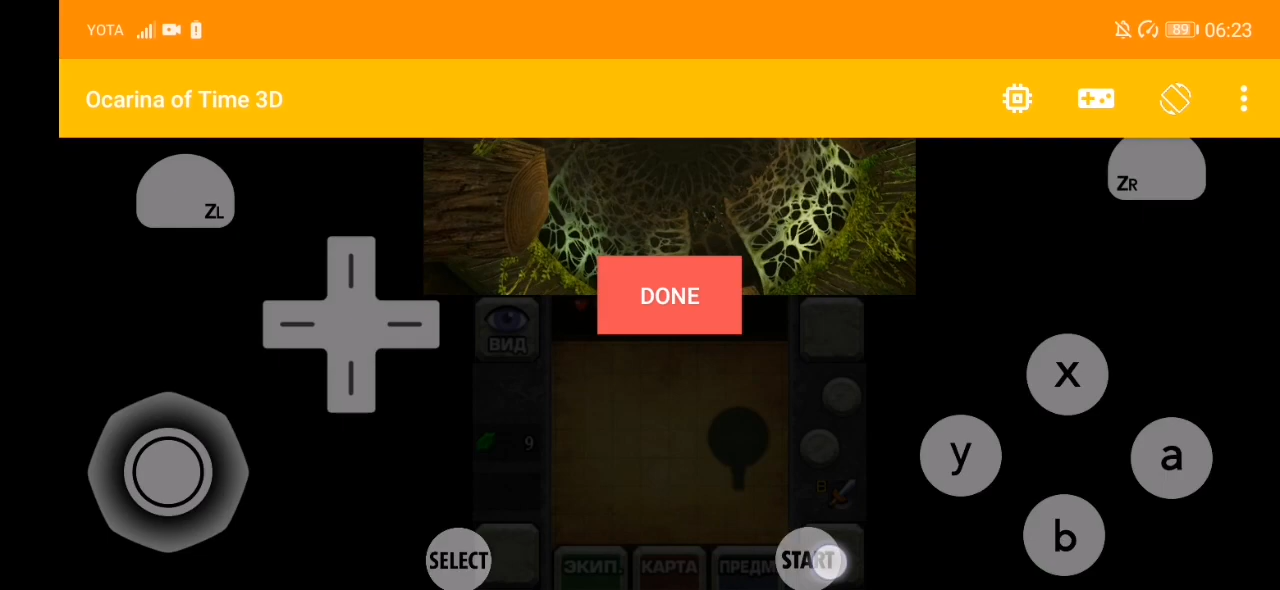 YOTA 89 06:23
Ocarina of Time 3D
ZL
ZR
DONE
ВИД
X
9
y
a
b
SELECT
START
ЭКИП.
КАРТА
ПРЕДМ